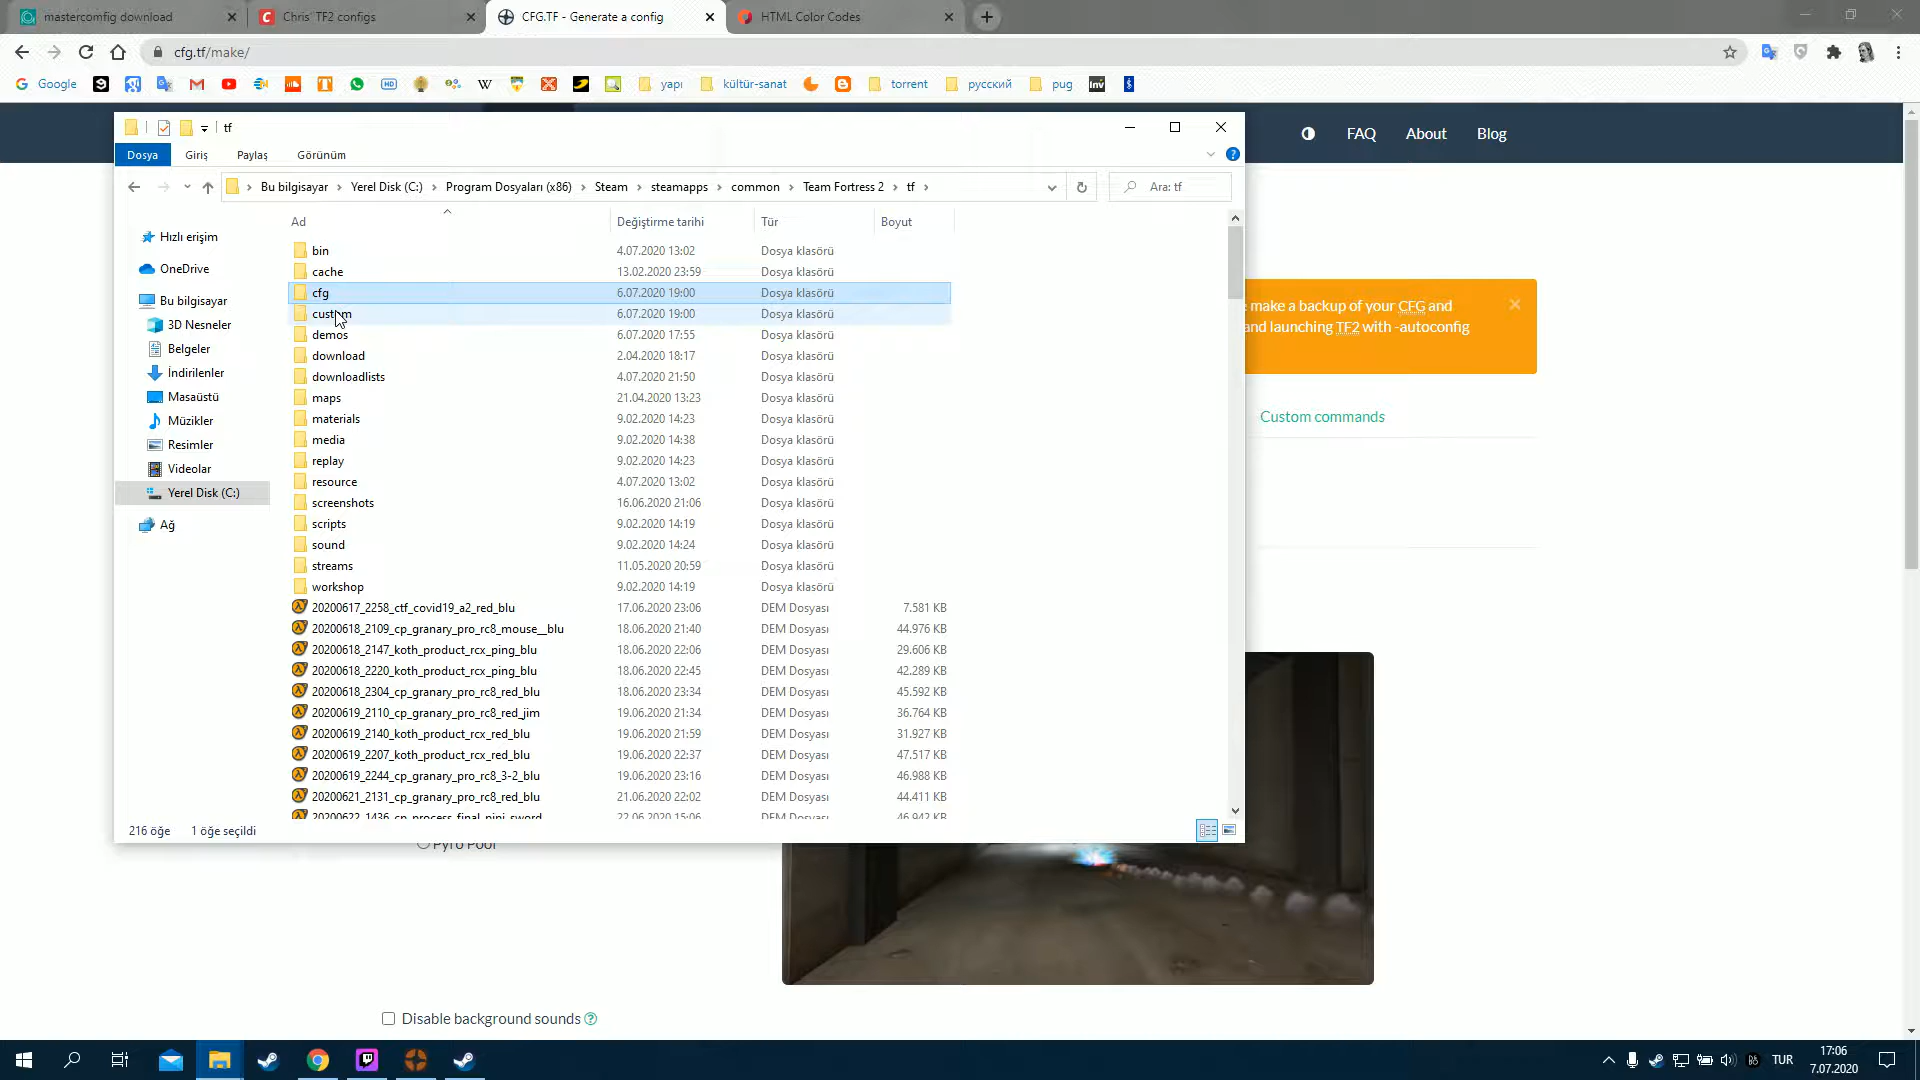 mastercomfig download
Chris' TF2 configs
CFG.TF - Generate a config
HTML Color Codes
cfg.tf/make/
Google
yapı
kültür-sanat
torrent
русский
pug
FAQ
About
Blog
tf
Dosya
Giriş
Paylaş
Görünüm
Bu bilgisayar
Yerel Disk (C:)
Program Dosyaları (x86)
Steam
steamapps
common
Team Fortress 2
tf
Ara: tf
Ad
Değiştirme tarihi
Tür
Boyut
Hızlı erişim
OneDrive
Bu bilgisayar
3D Nesneler
Belgeler
İndirilenler
Masaüstü
Müzikler
Resimler
Videolar
Yerel Disk (C:)
Ağ
bin 4.07.2020 13:02 Dosya klasörü
cache 13.02.2020 23:59 Dosya klasörü
cfg 6.07.2020 19:00 Dosya klasörü
custom 6.07.2020 19:00 Dosya klasörü
demos 6.07.2020 17:55 Dosya klasörü
download 2.04.2020 18:17 Dosya klasörü
downloadlists 4.07.2020 21:50 Dosya klasörü
maps 21.04.2020 13:23 Dosya klasörü
materials 9.02.2020 14:23 Dosya klasörü
media 9.02.2020 14:38 Dosya klasörü
replay 9.02.2020 14:23 Dosya klasörü
resource 4.07.2020 13:02 Dosya klasörü
screenshots 16.06.2020 21:06 Dosya klasörü
scripts 9.02.2020 14:19 Dosya klasörü
sound 9.02.2020 14:24 Dosya klasörü
streams 11.05.2020 20:59 Dosya klasörü
workshop 9.02.2020 14:19 Dosya klasörü
20200617_2258_ctf_covid19_a2_red_blu 17.06.2020 23:06 DEM Dosyası 7.581 KB
20200618_2109_cp_granary_pro_rc8_mouse__blu 18.06.2020 21:40 DEM Dosyası 44.976 KB
20200618_2147_koth_product_rcx_ping_blu 18.06.2020 22:06 DEM Dosyası 29.606 KB
20200618_2220_koth_product_rcx_ping_blu 18.06.2020 22:45 DEM Dosyası 42.289 KB
20200618_2304_cp_granary_pro_rc8_red_blu 18.06.2020 23:34 DEM Dosyası 45.592 KB
20200619_2110_cp_granary_pro_rc8_red_jim 19.06.2020 21:34 DEM Dosyası 36.764 KB
20200619_2140_koth_product_rcx_red_blu 19.06.2020 21:59 DEM Dosyası 31.927 KB
20200619_2207_koth_product_rcx_red_blu 19.06.2020 22:37 DEM Dosyası 47.517 KB
20200619_2244_cp_granary_pro_rc8_3-2_blu 19.06.2020 23:16 DEM Dosyası 46.988 KB
20200621_2131_cp_granary_pro_rc8_red_blu 21.06.2020 22:02 DEM Dosyası 44.411 KB
20200622_1436_cp_process_final_pini_sword 22.06.2020 15:06 DEM Dosyası 46.942 KB
216 öğe
1 öğe seçildi
make a backup of your CFG and
and launching TF2 with -autoconfig
Custom commands
Pyro Pool
Disable background sounds
TUR
17:06
7.07.2020